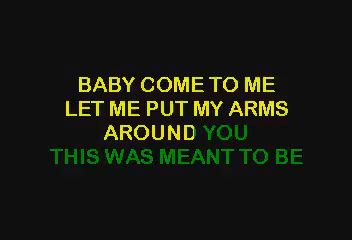 BABY COME TO ME
LET ME PUT MY ARMS
AROUND YOU
THIS WAS MEANT TO BE